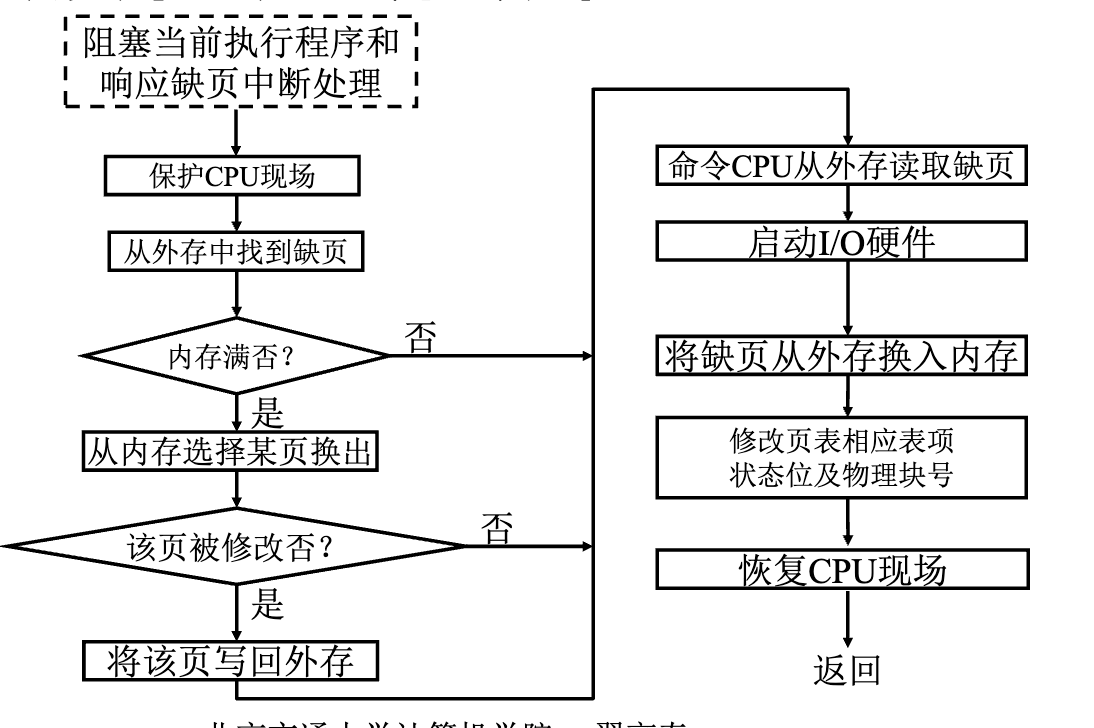 阻塞当前执行程序和
响应缺页中断处理
保护CPU现场
从外存中找到缺页
内存满否?
否
是
从内存选择某页换出
该页被修改否?
否
是
将该页写回外存
命令CPU从外存读取缺页
启动I/O硬件
将缺页从外存换入内存
修改页表相应表项
状态位及物理块号
恢复CPU现场
返回